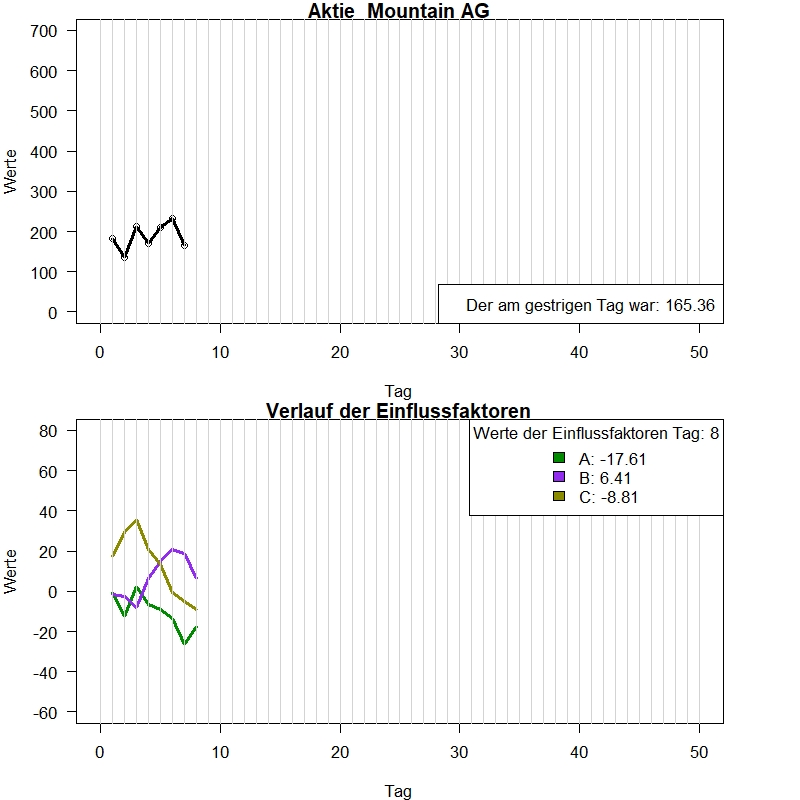 Aktie  Mountain AG
700
600
500
400
300
200
100
0
Werte
Der am gestrigen Tag war: 165.36
0 10 20 30 40 50
Tag
Verlauf der Einflussfaktoren
80
60
40
20
0
-20
-40
-60
Werte
Werte der Einflussfaktoren Tag: 8
A: -17.61
B: 6.41
C: -8.81
0 10 20 30 40 50
Tag